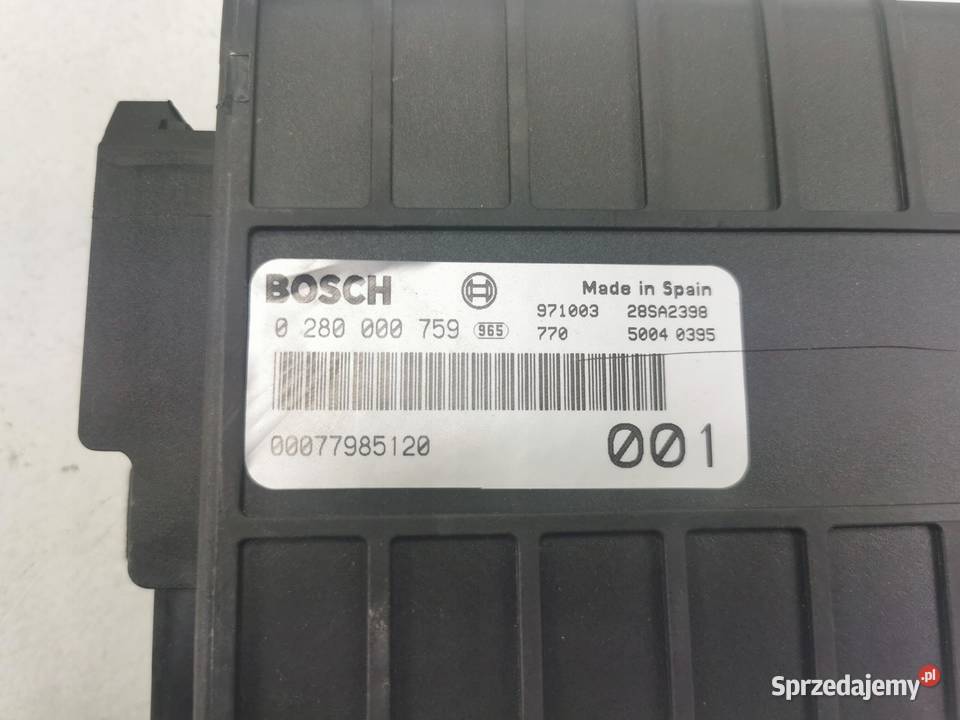 BOSCH
Made in Spain
0 280 000 759 965
971003 28SA2398
770 5004 0395
00077985120
001
Sprzedajemy.pl